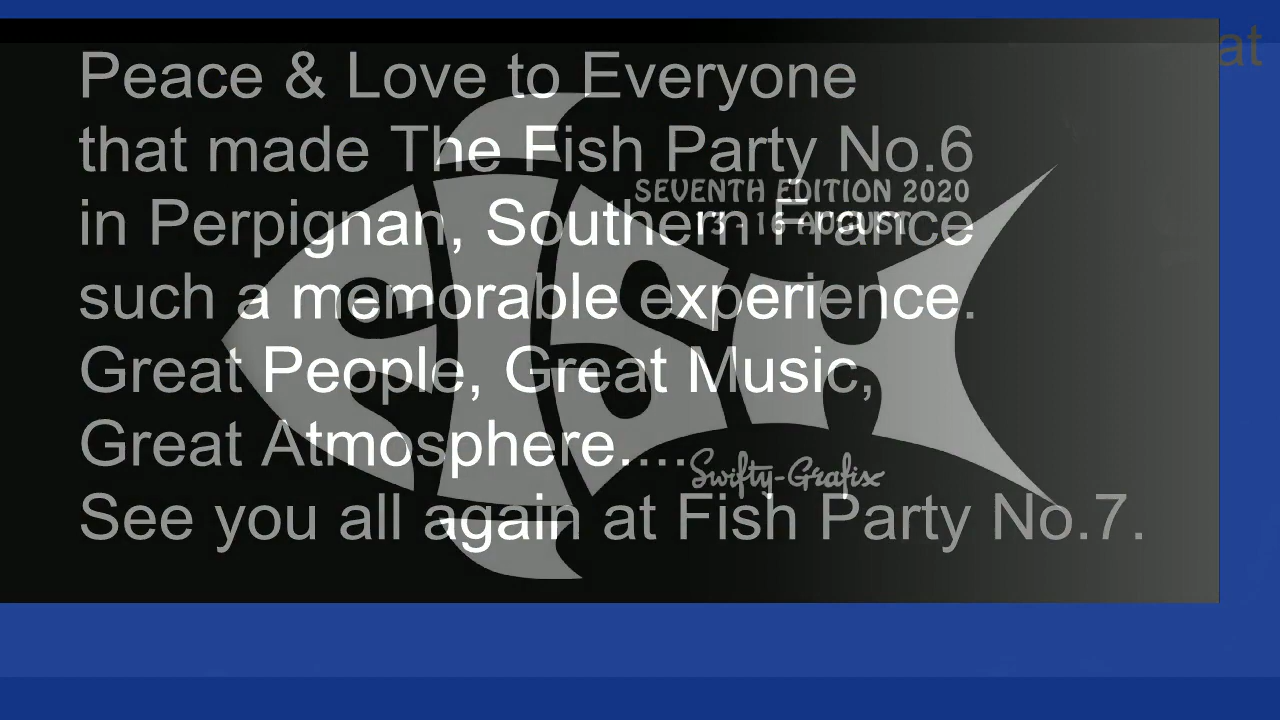 Peace & Love to Everyone
that made The Fish Party No.6
in Perpignan, Southern France
such a memorable experience.
Great People, Great Music,
Great Atmosphere....
See you all again at Fish Party No.7.
SEVENTH EDITION 2020
13 - 16 AUGUST
FISH
Swifty-Grafix
at